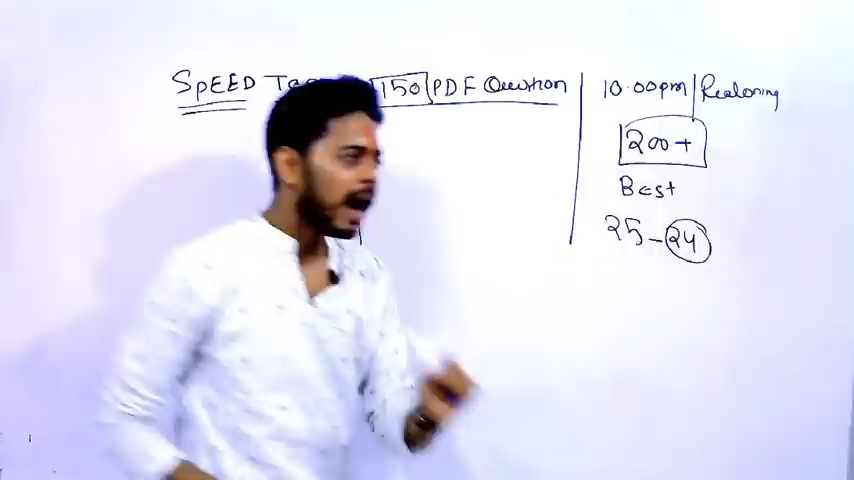 SpEED
150 PDF Question
10.00pm | Reasoning
200+
Best
25 - 24